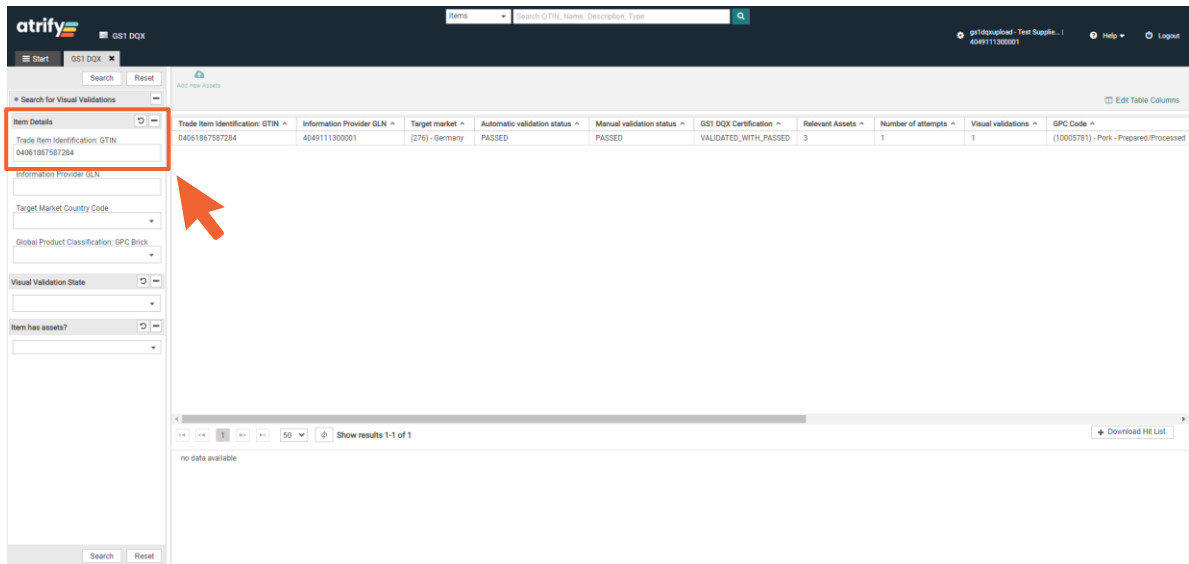 atrify
GS1 DQX
Items
Search GTIN, Name, Description, Type
gs1dqxupload - Test Supplie... |
4049111300001
Help
Logout
Start
GS1 DQX
Search
Reset
Add new Assets
Search for Visual Validations
Edit Table Columns
Item Details
Trade Item Identification: GTIN
04061867587284
Information Provider GLN
Target Market Country Code
Global Product Classification: GPC Brick
Visual Validation State
Item has assets?
Trade Item Identification: GTIN Information Provider GLN Target market Automatic validation status Manual validation status GS1 DQX Certification Relevant Assets Number of attempts Visual validations GPC Code
04061867587284 4049111300001 (276) - Germany PASSED PASSED VALIDATED_WITH_PASSED 3 1 1 (10005781) - Pork - Prepared/Processed
1
50
Show results 1-1 of 1
Download Hit List
no data available
Search
Reset